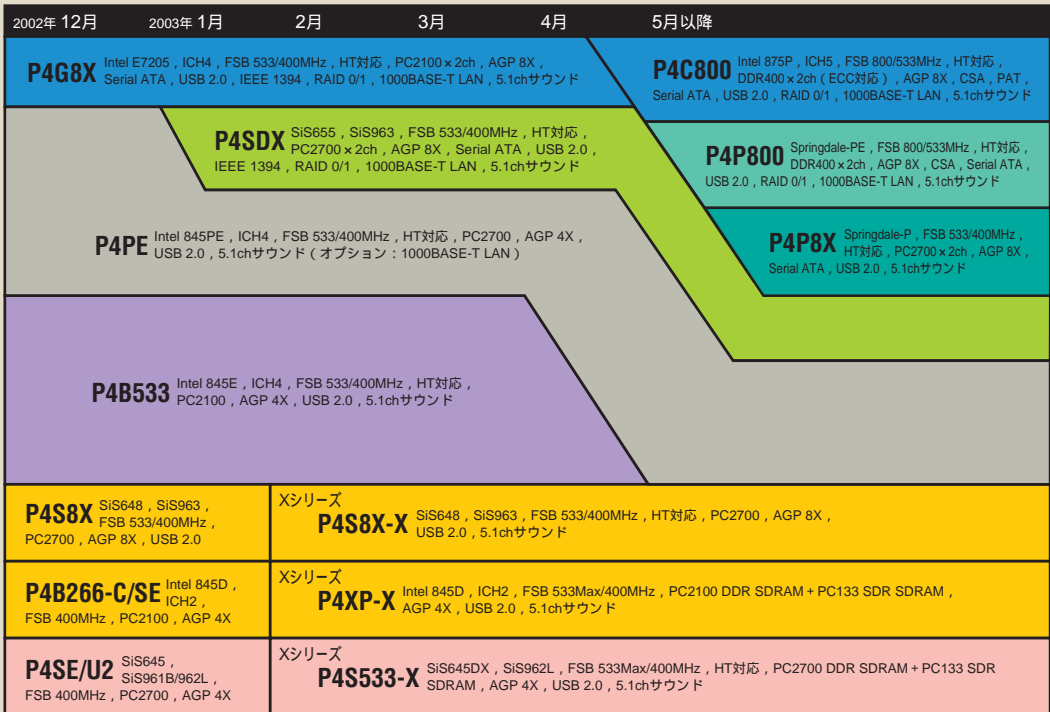 2002年 12月 2003年 1月 2月 3月 4月 5月以降
P4G8X Intel E7205，ICH4，FSB 533/400MHz，HT対応，PC2100×2ch，AGP 8X，
Serial ATA，USB 2.0，IEEE 1394，RAID 0/1，1000BASE-T LAN，5.1chサウンド
P4C800 Intel 875P，ICH5，FSB 800/533MHz，HT対応，
DDR400×2ch（ECC対応），AGP 8X，CSA，PAT，
Serial ATA，USB 2.0，RAID 0/1，1000BASE-T LAN，5.1chサウンド
P4SDX SiS655，SiS963，FSB 533/400MHz，HT対応，
PC2700×2ch，AGP 8X，Serial ATA，USB 2.0，
IEEE 1394，RAID 0/1，1000BASE-T LAN，5.1chサウンド
P4P800 Springdale-PE，FSB 800/533MHz，HT対応，
DDR400×2ch，AGP 8X，CSA，Serial ATA，
USB 2.0，RAID 0/1，1000BASE-T LAN，5.1chサウンド
P4PE Intel 845PE，ICH4，FSB 533/400MHz，HT対応，PC2700，AGP 4X，
USB 2.0，5.1chサウンド（オプション：1000BASE-T LAN）
P4P8X Springdale-P，FSB 533/400MHz，
HT対応，PC2700×2ch，AGP 8X，
Serial ATA，USB 2.0，5.1chサウンド
P4B533 Intel 845E，ICH4，FSB 533/400MHz，HT対応，
PC2100，AGP 4X，USB 2.0，5.1chサウンド
P4S8X SiS648，SiS963，
FSB 533/400MHz，
PC2700，AGP 8X，USB 2.0
Xシリーズ
P4S8X-X SiS648，SiS963，FSB 533/400MHz，HT対応，PC2700，AGP 8X，
USB 2.0，5.1chサウンド
P4B266-C/SE Intel 845D，
ICH2，
FSB 400MHz，PC2100，AGP 4X
Xシリーズ
P4XP-X Intel 845D，ICH2，FSB 533Max/400MHz，PC2100 DDR SDRAM＋PC133 SDR SDRAM，
AGP 4X，USB 2.0，5.1chサウンド
P4SE/U2 SiS645，
SiS961B/962L，
FSB 400MHz，PC2700，AGP 4X
Xシリーズ
P4S533-X SiS645DX，SiS962L，FSB 533Max/400MHz，HT対応，PC2700 DDR SDRAM＋PC133 SDR
SDRAM，AGP 4X，USB 2.0，5.1chサウンド